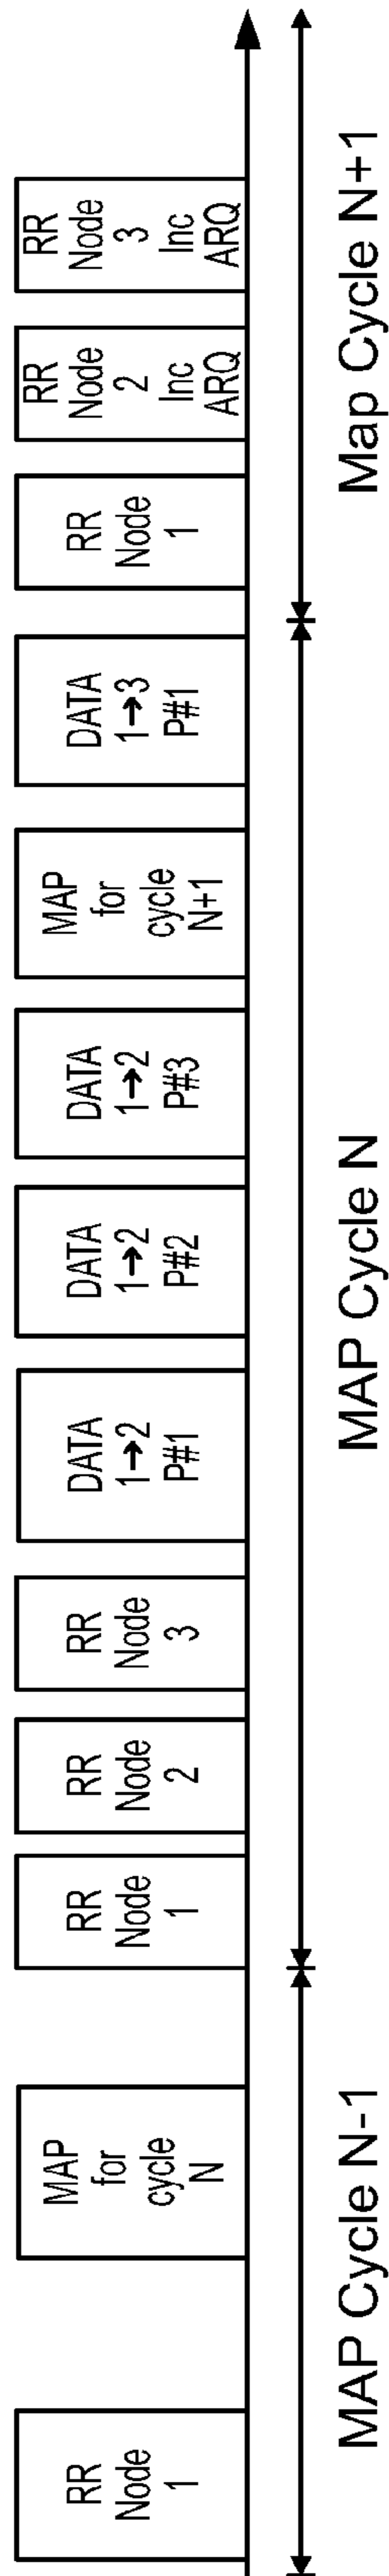 RR
Node
1
MAP
for
cycle
N
RR
Node
1
RR
Node
2
RR
Node
3
DATA
1→2
P#1
DATA
1→2
P#2
DATA
1→2
P#3
MAP
for
cycle
N+1
DATA
1→3
P#1
RR
Node
1
RR
Node
2
Inc
ARQ
RR
Node
3
Inc
ARQ
MAP Cycle N-1
MAP Cycle N
Map Cycle N+1